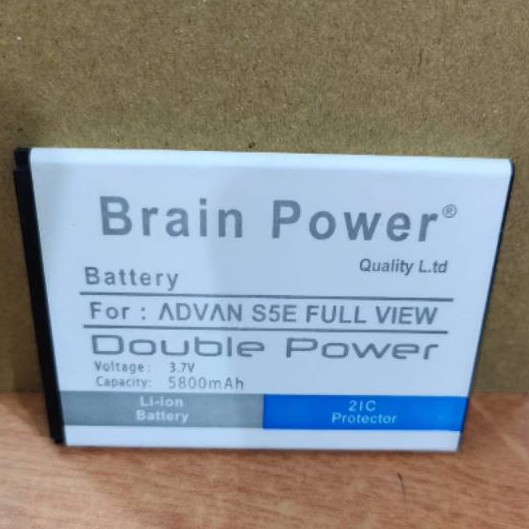 Brain Power®
Quality L.td
Battery
For : ADVAN S5E FULL VIEW
Double Power
Voltage: 3.7V
Capacity: 5800mAh
Li-ion
Battery
2IC
Protector